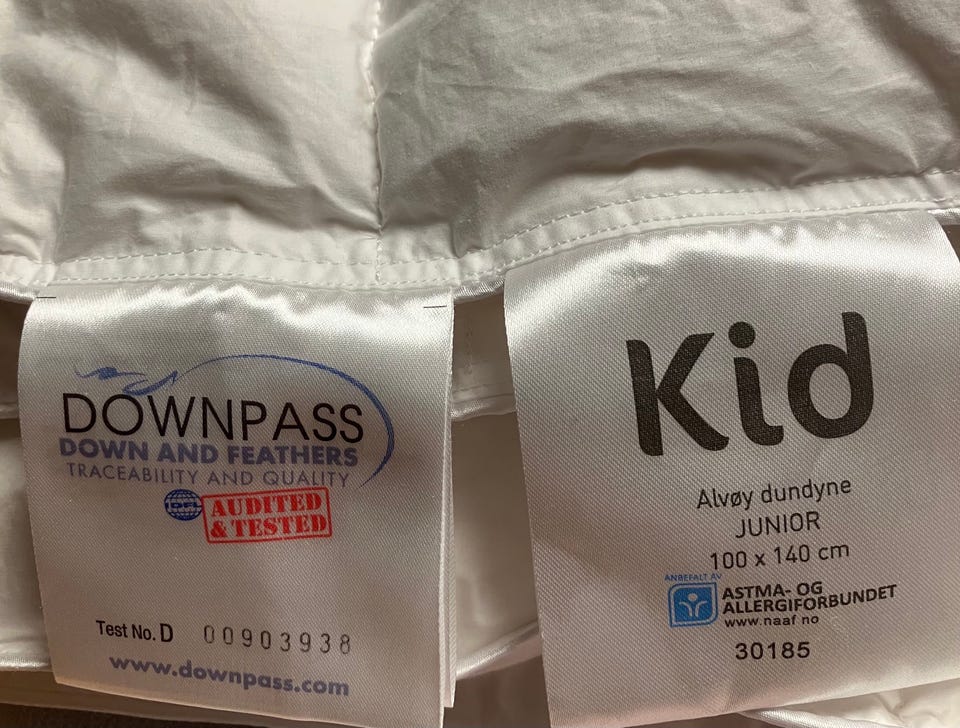 DOWNPASS
DOWN AND FEATHERS
TRACEABILITY AND QUALITY
AUDITED
& TESTED
Test No. D 00903938
www.downpass.com
Kid
Alvøy dundyne
JUNIOR
100 x 140 cm
ANBEFALT AV
ASTMA- OG
ALLERGIFORBUNDET
www.naaf.no
30185